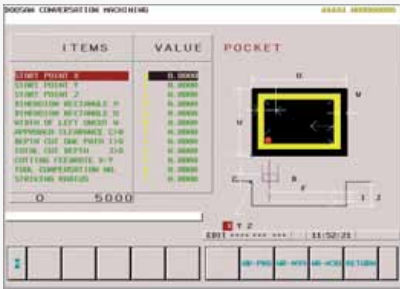 DOOSAN CONVERSATION MACHINING
ITEMS VALUE POCKET
START POINT X 0.0000
START POINT Y 0.0000
START POINT Z 0.0000
DIMENSION RECTANGLE 0.0000
DIMENSION RECTANGLE 0.0000
WIDTH OF LEFT UNCUT 0.0000
APPROACH CLEARANCE 0.0000
DEPTH CUT ONE PATH 0.0000
TOTAL CUT DEPTH 0.0000
CUTTING FEEDRATE X-Y 0.0000
TOOL COMPENSATION NO. 0.0000
0.0000
0 5000
X Y Z
EDIT **** *** *** 11:52:21
RETURN